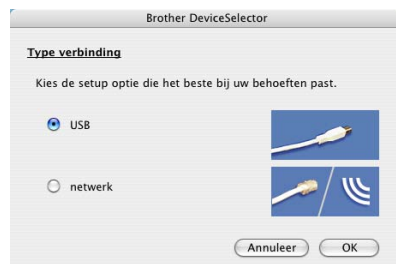 Brother DeviceSelector
Type verbinding
Kies de setup optie die het beste bij uw behoeften past.
USB
netwerk
Annuleer OK